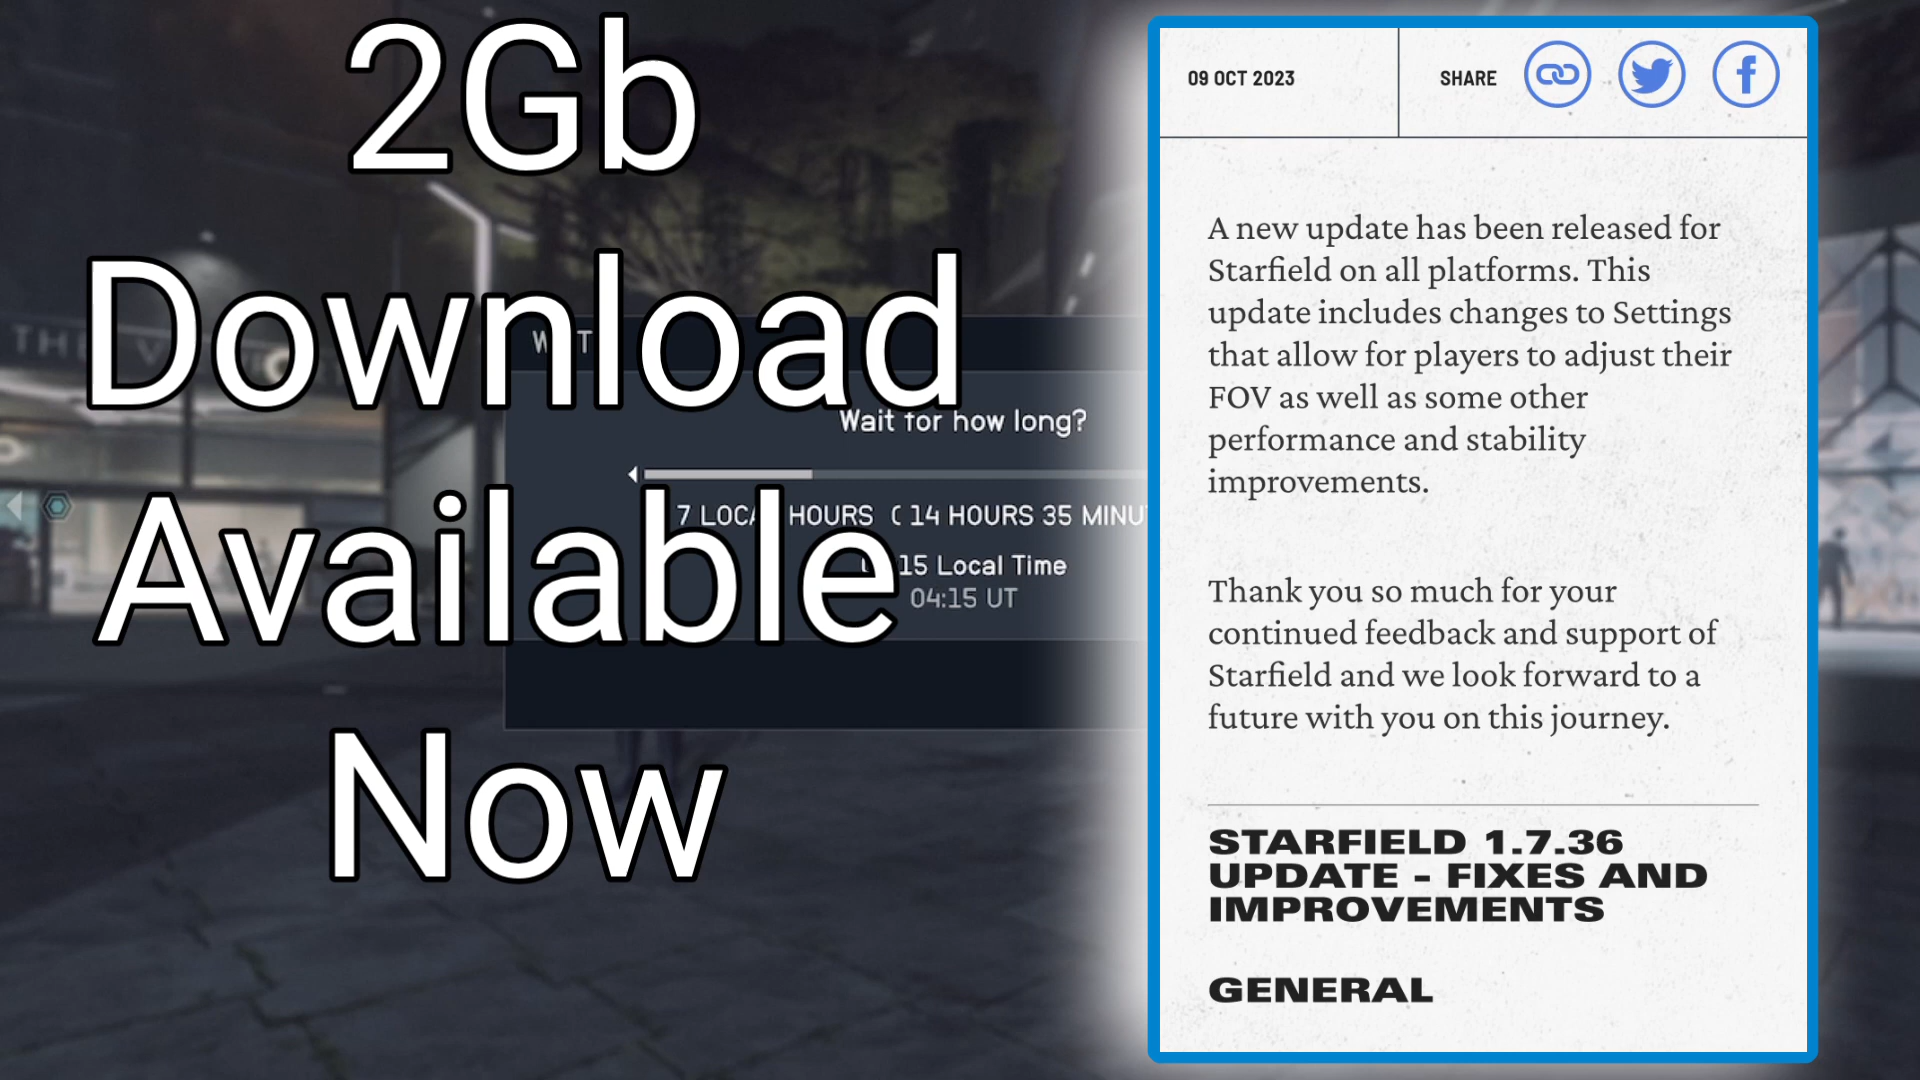 2Gb
Download
Available
Now
Wait for how long?
7 LOCAL HOURS (14 HOURS 35
15 Local Time
04:15 UT
09 OCT 2023
SHARE
A new update has been released for
Starfield on all platforms. This
update includes changes to Settings
that allow for players to adjust their
FOV as well as some other
performance and stability
improvements.
Thank you so much for your
continued feedback and support of
Starfield and we look forward to a
future with you on this journey.
STARFIELD 1.7.36
UPDATE - FIXES AND
IMPROVEMENTS
GENERAL